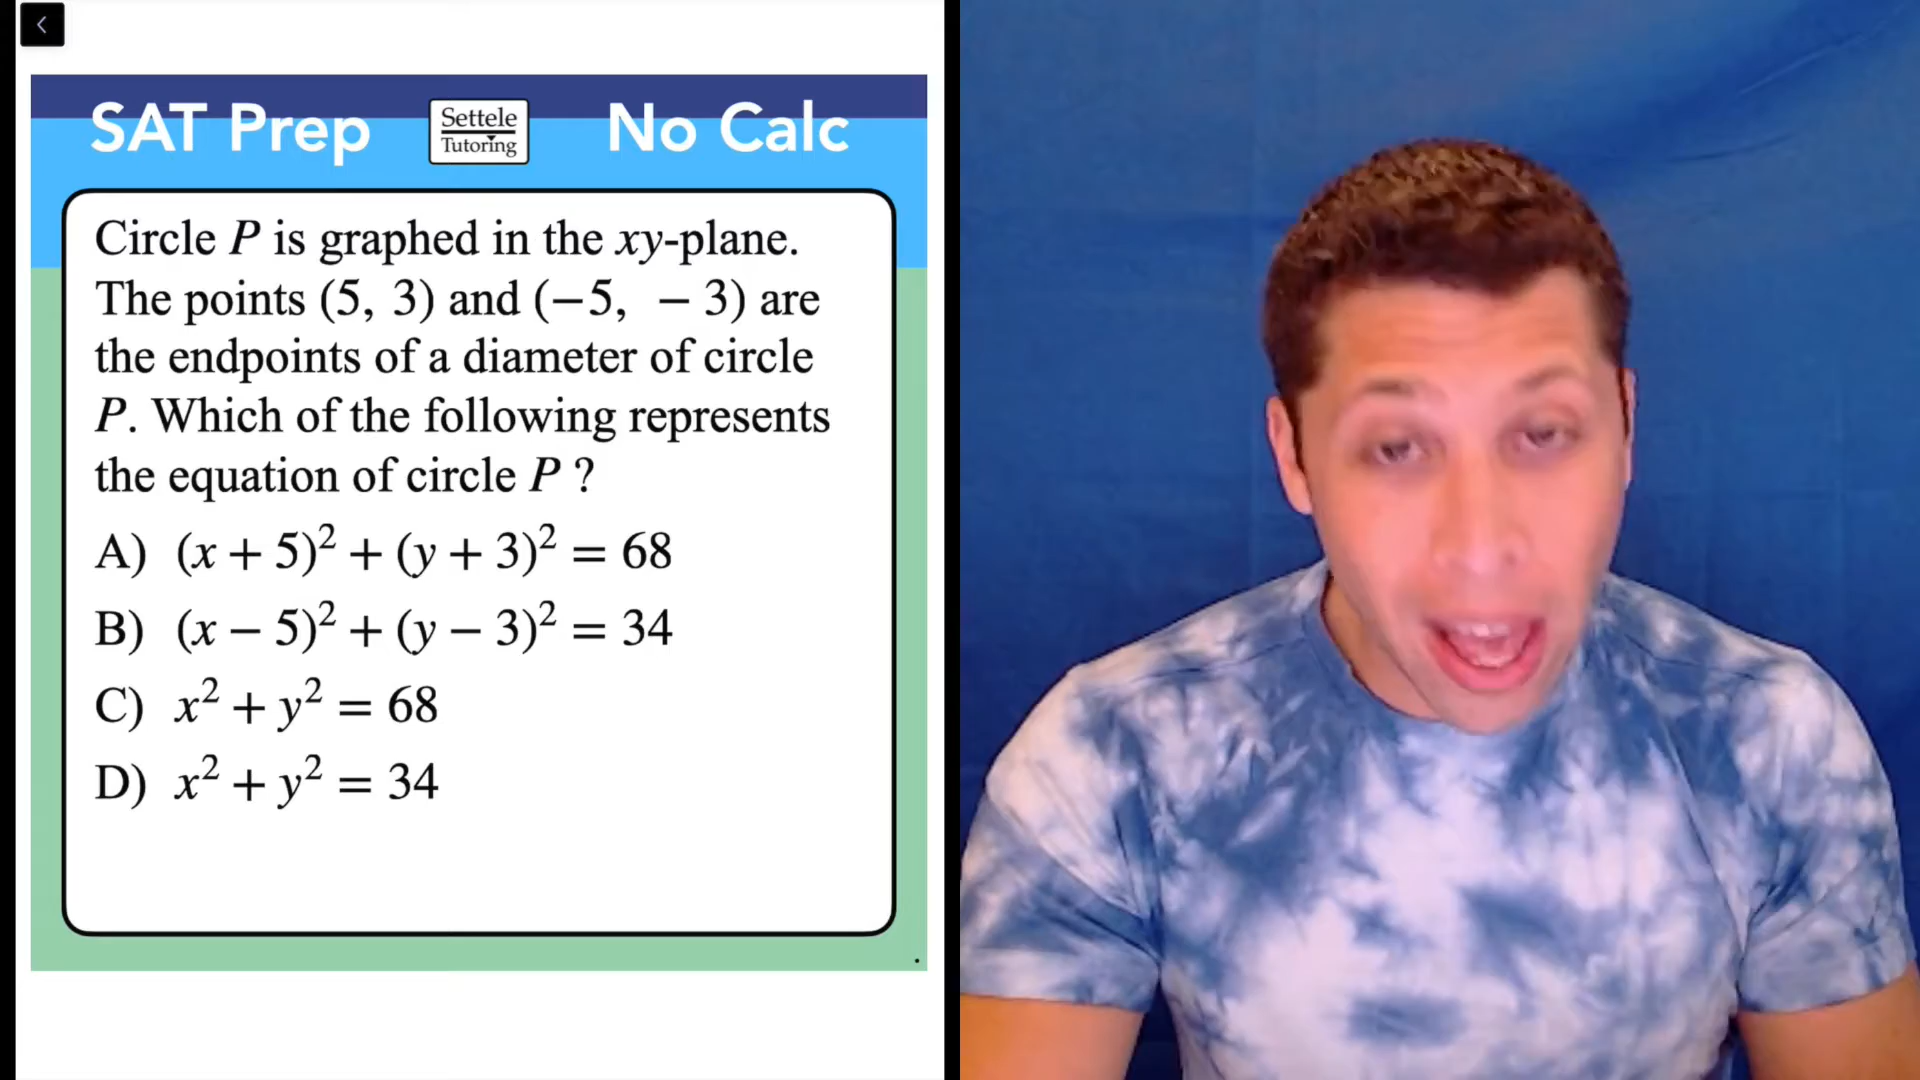 SAT Prep
Settele
Tutoring
No Calc
Circle P is graphed in the xy-plane.
The points (5, 3) and (−5, − 3) are
the endpoints of a diameter of circle
P. Which of the following represents
the equation of circle P ?
A) (x + 5)² + (y + 3)² = 68
B) (x − 5)² + (y − 3)² = 34
C) x² + y² = 68
D) x² + y² = 34